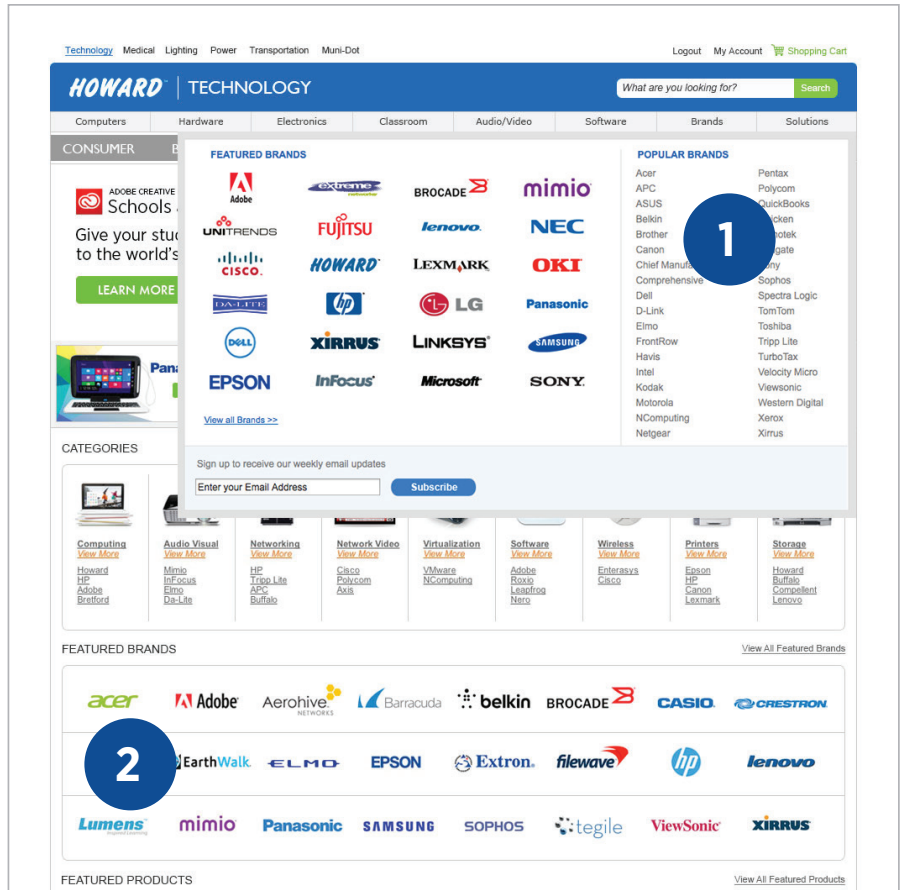 Technology Medical Lighting Power Transportation Muni-Dot Logout My Account Shopping Cart
HOWARD | TECHNOLOGY What are you looking for? Search
Computers Hardware Electronics Classroom Audio/Video Software Brands Solutions
CONSUMER
ADOBE CREATIVE
Schools
Give your
to the world's
LEARN MORE
FEATURED BRANDS
Adobe extreme BROCADE mimio
UNITRENDS FUJITSU lenovo NEC
CISCO HOWARD LEXMARK OKI
DA-LITE hp LG Panasonic
DELL XIRRUS LINKSYS SAMSUNG
EPSON InFocus Microsoft SONY
View all Brands >>
POPULAR BRANDS
Acer
APC
ASUS
Belkin
Brother
Canon
Chief
Comprehensive
Dell
D-Link
Elmo
FrontRow
Havis
Intel
Kodak
Motorola
NComputing
Netgear
Pentax
Polycom
QuickBooks
Sophos
Spectra Logic
TomTom
Toshiba
Tripp Lite
TurboTax
Velocity Micro
Viewsonic
Western Digital
Xerox
Xirrus
1
Sign up to receive our weekly email updates
Enter your Email Address Subscribe
CATEGORIES
Computing
View More
Howard
HP
Adobe
Bretford
Audio Visual
View More
Mimio
InFocus
Elmo
Da-Lite
Networking
View More
HP
Tripp Lite
APC
Buffalo
Network Video
View More
Cisco
Polycom
Axis
Virtualization
View More
VMware
NComputing
Software
View More
Adobe
Roxio
Leapfrog
Nero
Wireless
View More
Enterasys
Cisco
Printers
View More
Epson
HP
Canon
Lexmark
Storage
View More
Howard
Buffalo
Compellent
Lenovo
FEATURED BRANDS View All Featured Brands
acer Adobe Aerohive NETWORKS Barracuda belkin BROCADE CASIO CRESTRON
2 EarthWalk ELMO EPSON Extron filewave hp lenovo
Lumens mimio Panasonic SAMSUNG SOPHOS tegile ViewSonic XIRRUS
FEATURED PRODUCTS View All Featured Products